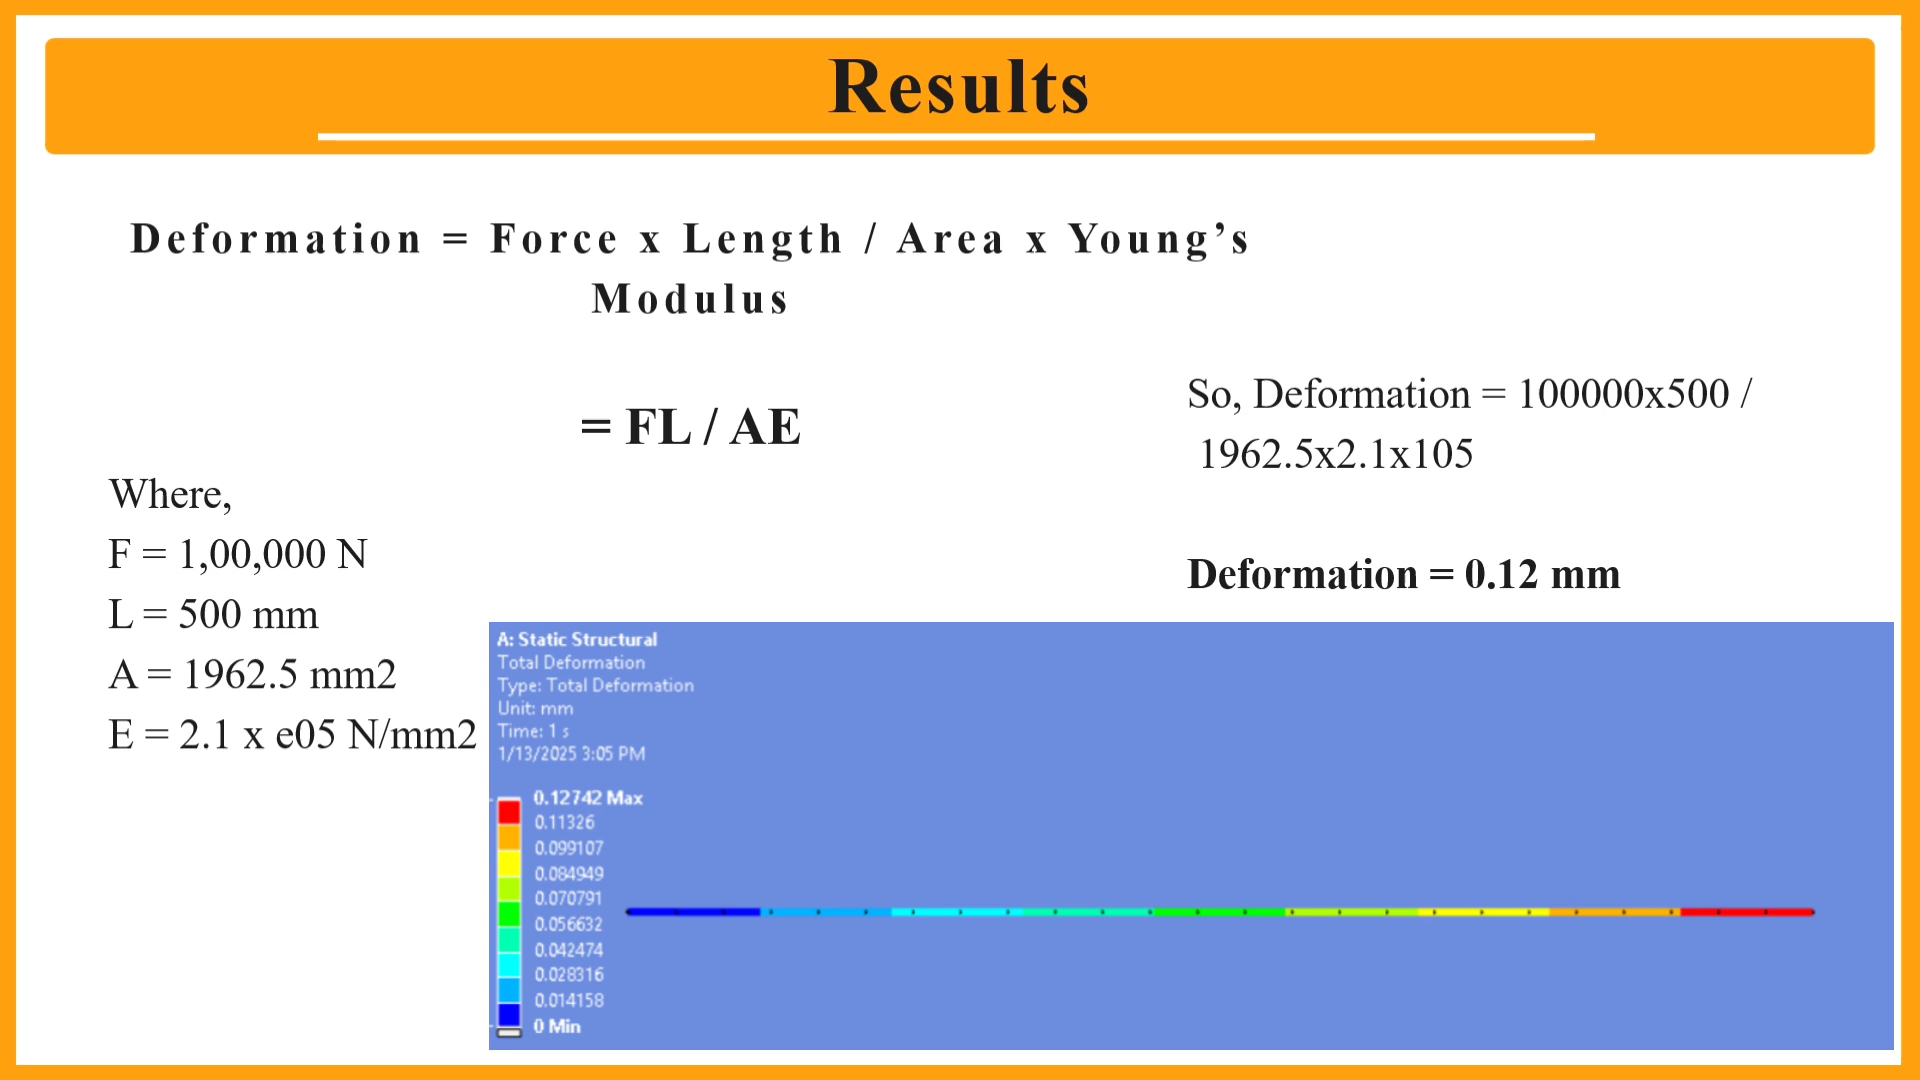 Results
Deformation = Force x Length / Area x Young’s
Modulus
= FL / AE
Where,
F = 1,00,000 N
L = 500 mm
A = 1962.5 mm2
E = 2.1 x e05 N/mm2
So, Deformation = 100000x500 /
1962.5x2.1x105
Deformation = 0.12 mm
A: Static Structural
Total Deformation
Type: Total Deformation
Unit: mm
Time: 1 s
1/13/2025 3:05 PM
0.12742 Max
0.11326
0.099107
0.084949
0.070791
0.056632
0.042474
0.028316
0.014158
0 Min